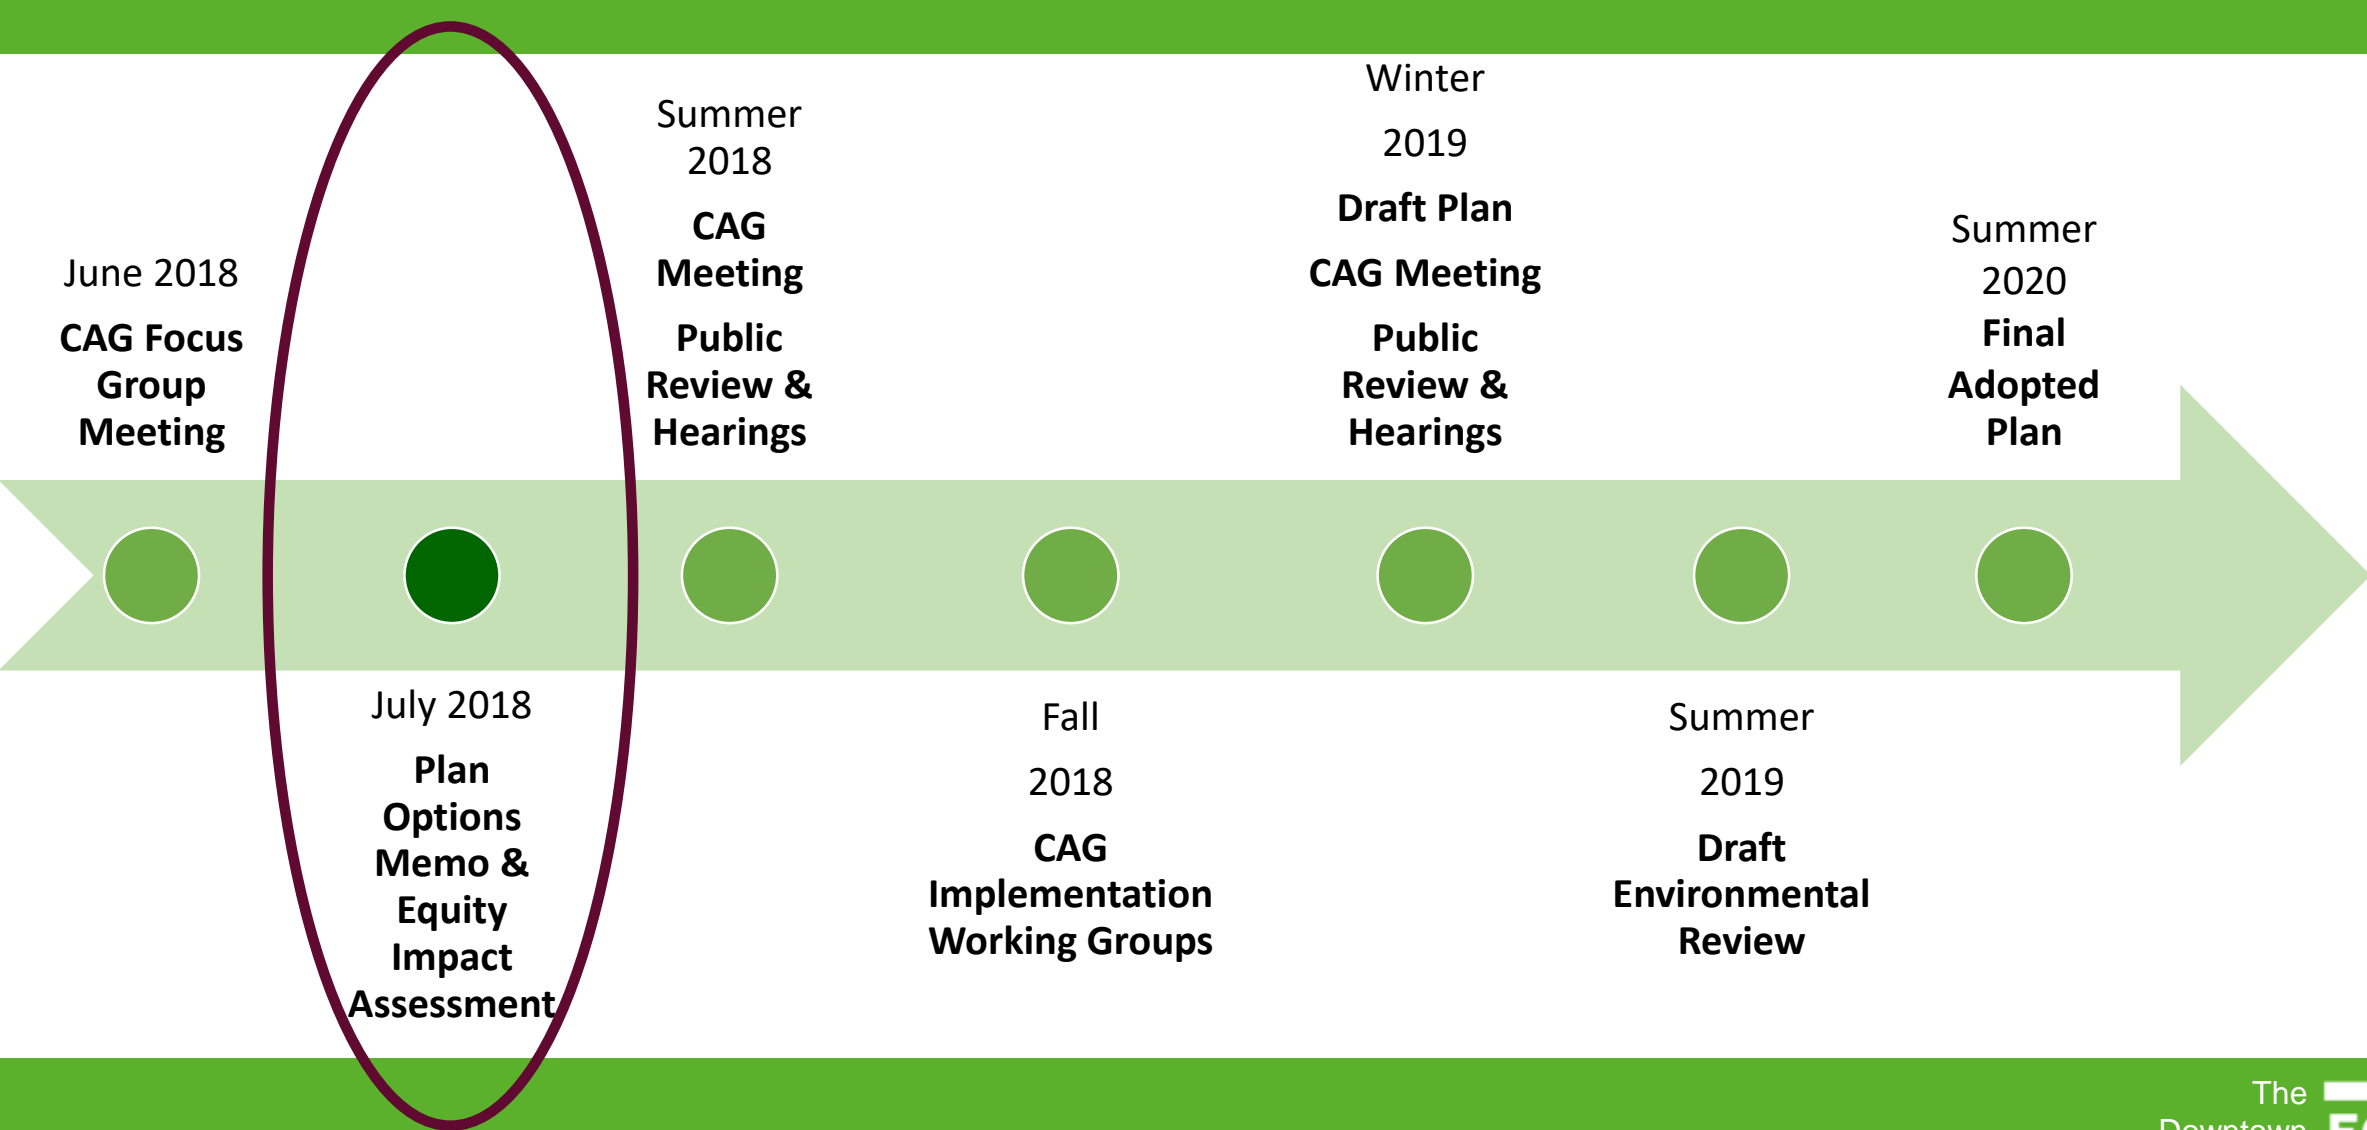 June 2018
CAG Focus
Group
Meeting
July 2018
Plan
Options
Memo &
Equity
Impact
Assessment
Summer
2018
CAG
Meeting
Public
Review &
Hearings
Fall
2018
CAG
Implementation
Working Groups
Winter
2019
Draft Plan
CAG Meeting
Public
Review &
Hearings
Summer
2019
Draft
Environmental
Review
Summer
2020
Final
Adopted
Plan
The
Downtown